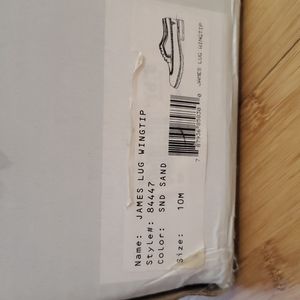 Name: JAMES LUG WINGTIP
Style#: 84447
Color: SND SAND
Size: 10M
JAMES LUG WINGTIP